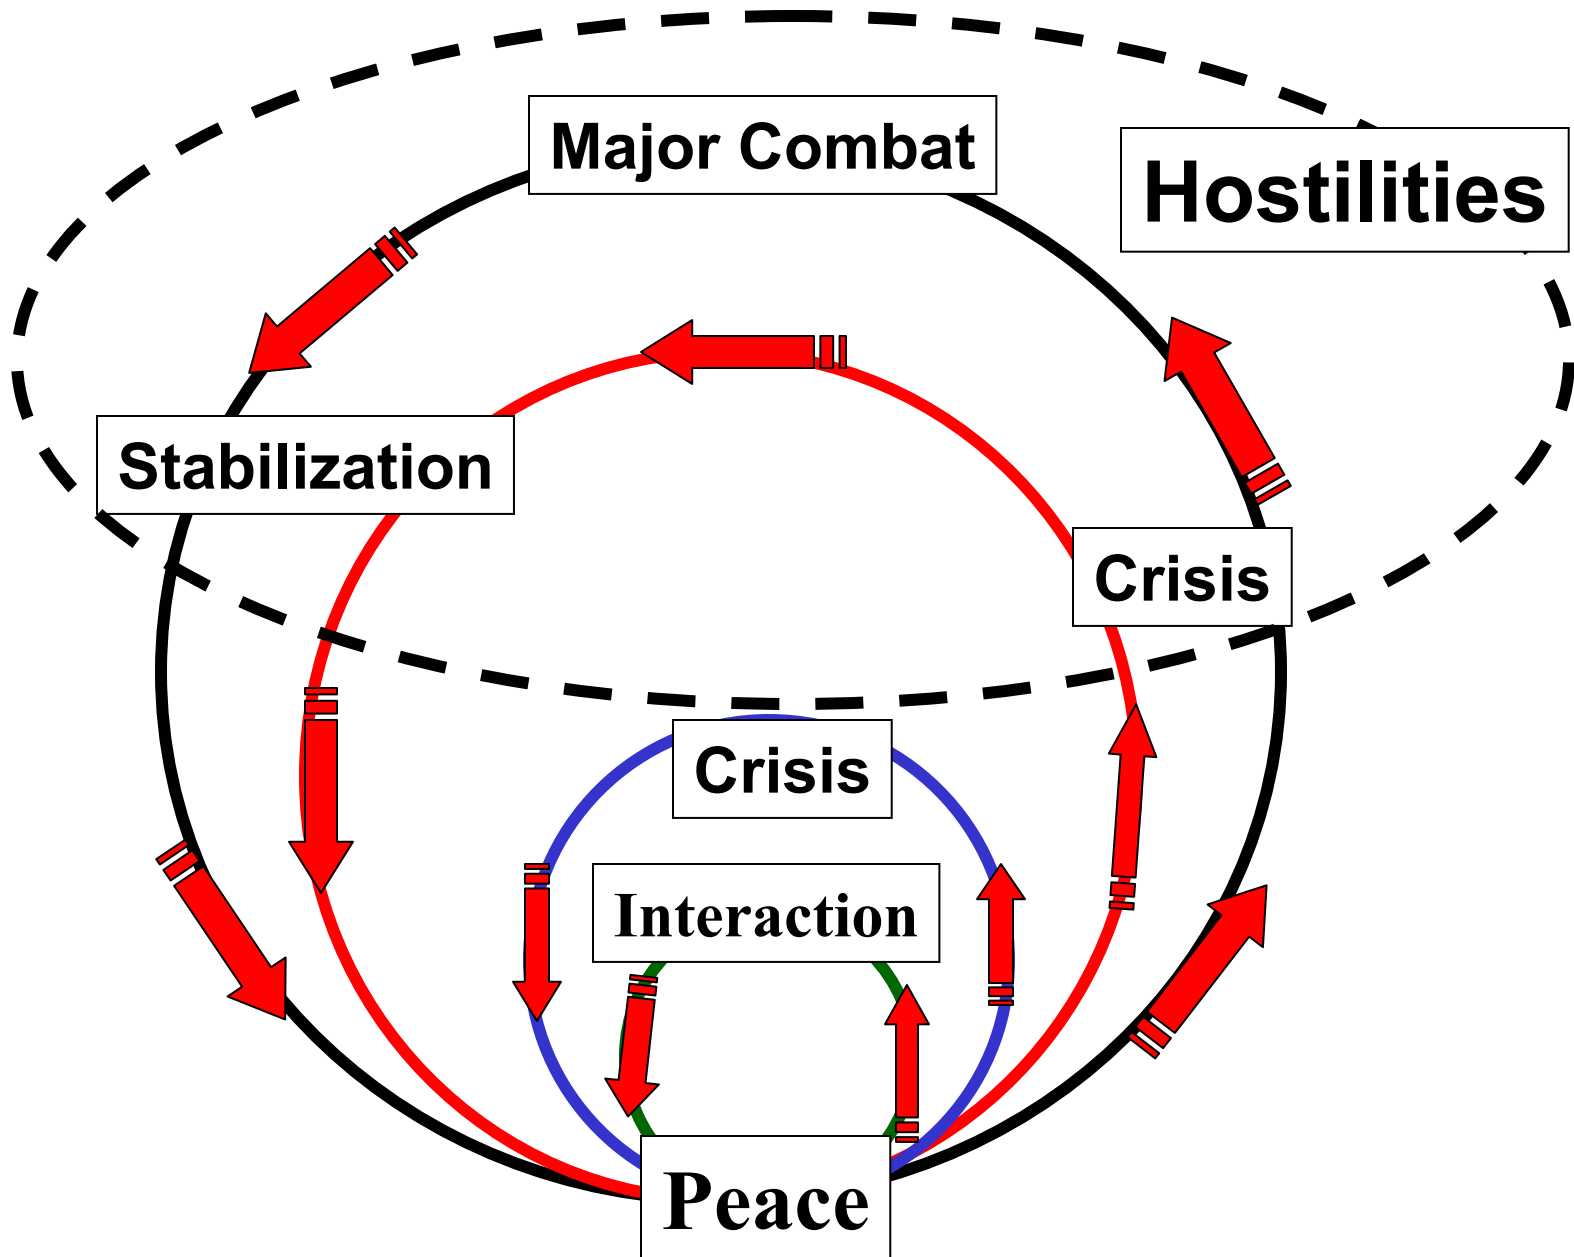 Major Combat
Hostilities
Stabilization
Crisis
Crisis
Interaction
Peace